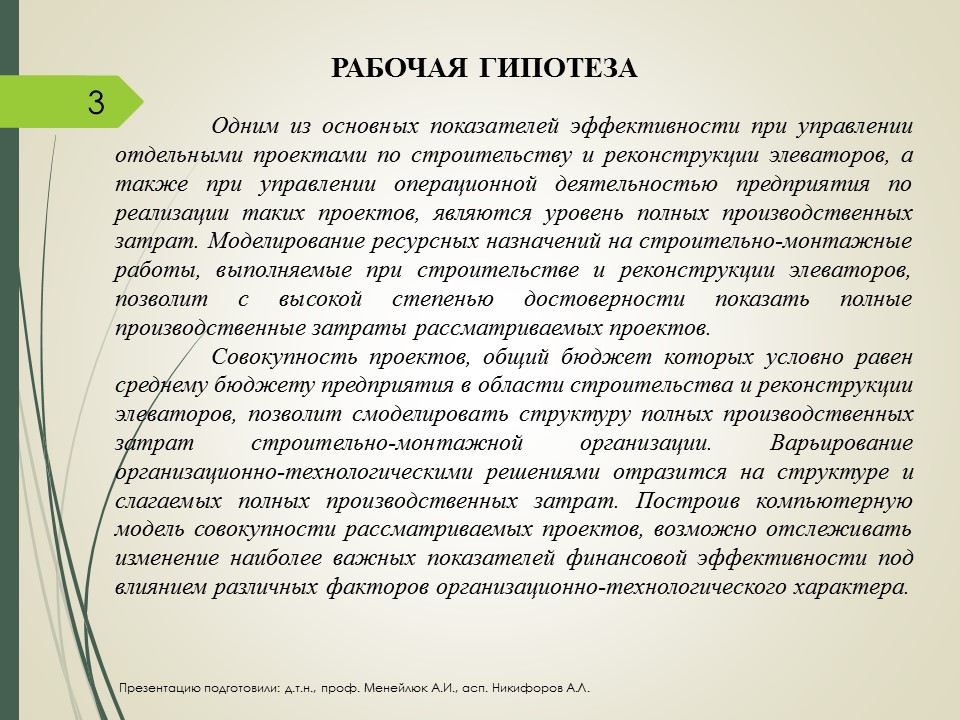 РАБОЧАЯ ГИПОТЕЗА
3
Одним из основных показателей эффективности при управлении
отдельными проектами по строительству и реконструкции элеваторов, а
также при управлении операционной деятельностью предприятия по
реализации таких проектов, являются уровень полных производственных
затрат. Моделирование ресурсных назначений на строительно-монтажные
работы, выполняемые при строительстве и реконструкции элеваторов,
позволит с высокой степенью достоверности показать полные
производственные затраты рассматриваемых проектов.
Совокупность проектов, общий бюджет которых условно равен
среднему бюджету предприятия в области строительства и реконструкции
элеваторов, позволит смоделировать структуру полных производственных
затрат строительно-монтажной организации. Варьирование
организационно-технологическими решениями отразится на структуре и
слагаемых полных производственных затрат. Построив компьютерную
модель совокупности рассматриваемых проектов, возможно отслеживать
изменение наиболее важных показателей финансовой эффективности под
влиянием различных факторов организационно-технологического характера.
Презентацию подготовили: д.т.н., проф. Менейлюк А.И., асп. Никифоров А.Л.